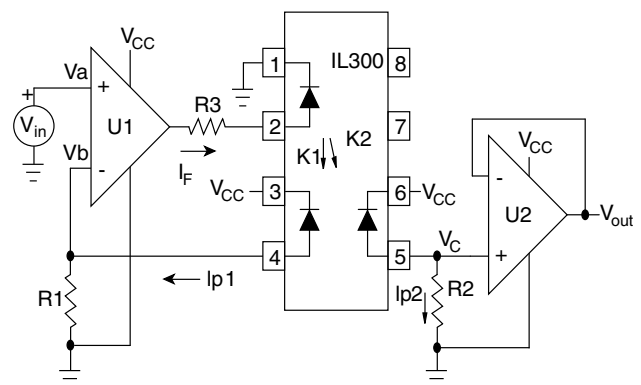 VCC
1
IL300
8
Va
+
+
Vin
U1
R3
2
K1
K2
7
Vb
-
IF
VCC
3
6
VCC
-
VCC
U2
Vout
4
5
VC
+
Ip1
R1
Ip2
R2